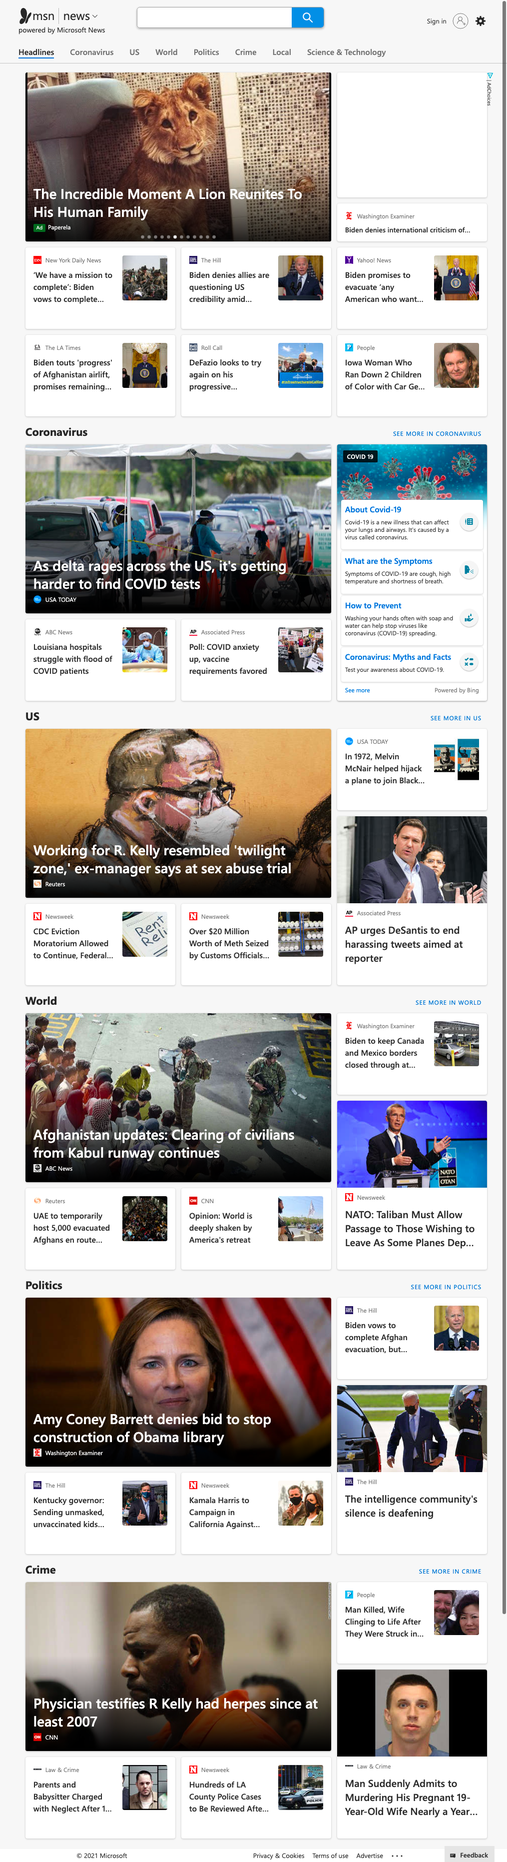 msn | news
powered by Microsoft News
Sign in
Headlines Coronavirus US World Politics Crime Local Science & Technology
AdChoices
The Incredible Moment A Lion Reunites To
His Human Family
Ad Paperela
Washington Examiner
Biden denies international criticism of...
New York Daily News
'We have a mission to
complete': Biden
vows to complete...
The Hill
Biden denies allies are
questioning US
credibility amid...
Yahoo! News
Biden promises to
evacuate 'any
American who want...
The LA Times
Biden touts 'progress'
of Afghanistan airlift,
promises remaining...
Roll Call
DeFazio looks to try
again on his
progressive...
People
Iowa Woman Who
Ran Down 2 Children
of Color with Car Ge...
Coronavirus
SEE MORE IN CORONAVIRUS
As delta rages across the US, it's getting
harder to find COVID tests
USA TODAY
COVID 19
About Covid-19
Covid-19 is a new illness that can affect
your lungs and airways. It's caused by a
virus called coronavirus.
What are the Symptoms
Symptoms of COVID-19 are cough, high
temperature and shortness of breath.
How to Prevent
Washing your hands often with soap and
water can help stop viruses like
coronavirus (COVID-19) spreading.
Coronavirus: Myths and Facts
Test your awareness about COVID-19.
See more
Powered by Bing
ABC News
Louisiana hospitals
struggle with flood of
COVID patients
Associated Press
Poll: COVID anxiety
up, vaccine
requirements favored
US
SEE MORE IN US
Working for R. Kelly resembled 'twilight
zone,' ex-manager says at sex abuse trial
Reuters
USA TODAY
In 1972, Melvin
McNair helped hijack
a plane to join Black...
AP
Associated Press
AP urges DeSantis to end
harassing tweets aimed at
reporter
Newsweek
CDC Eviction
Moratorium Allowed
to Continue, Federal...
Rent
Reli
Newsweek
Over $20 Million
Worth of Meth Seized
by Customs Officials...
World
SEE MORE IN WORLD
Afghanistan updates: Clearing of civilians
from Kabul runway continues
ABC News
Washington Examiner
Biden to keep Canada
and Mexico borders
closed through at...
NATO
OTAN
Newsweek
NATO: Taliban Must Allow
Passage to Those Wishing to
Leave As Some Planes Dep...
Reuters
UAE to temporarily
host 5,000 evacuated
Afghans en route...
CNN
Opinion: World is
deeply shaken by
America's retreat
Politics
SEE MORE IN POLITICS
Amy Coney Barrett denies bid to stop
construction of Obama library
Washington Examiner
The Hill
Biden vows to
complete Afghan
evacuation, but...
The Hill
The intelligence community's
silence is deafening
The Hill
Kentucky governor:
Sending unmasked,
unvaccinated kids...
Newsweek
Kamala Harris to
Campaign in
California Against...
Crime
SEE MORE IN CRIME
Physician testifies R Kelly had herpes since at
least 2007
CNN
People
Man Killed, Wife
Clinging to Life After
They Were Struck in...
Law & Crime
Man Suddenly Admits to
Murdering His Pregnant 19-
Year-Old Wife Nearly a Year...
Law & Crime
Parents and
Babysitter Charged
with Neglect After 1...
Newsweek
Hundreds of LA
County Police Cases
to Be Reviewed Afte...
© 2021 Microsoft
Privacy & Cookies Terms of use Advertise ...
Feedback